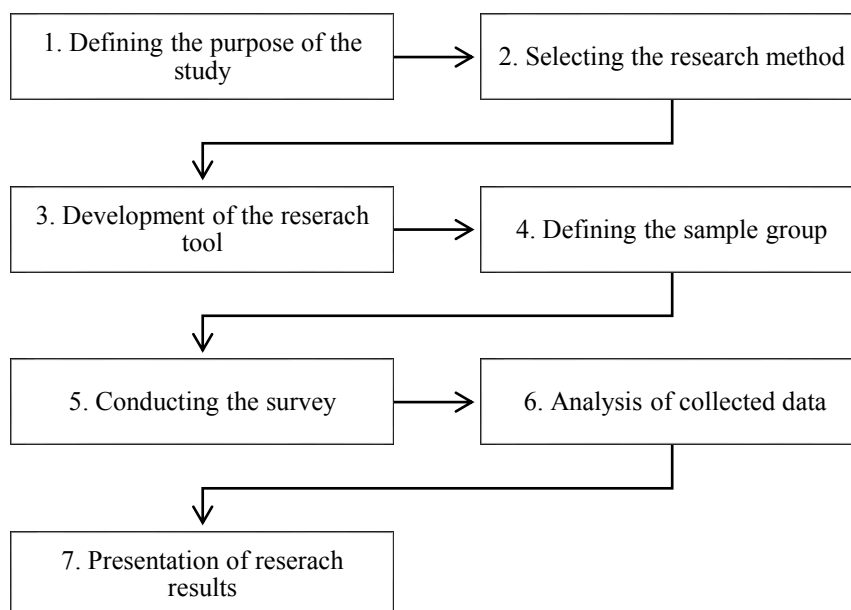 1. Defining the purpose of the
study
2. Selecting the research method
3. Development of the reserach
tool
4. Defining the sample group
5. Conducting the survey
6. Analysis of collected data
7. Presentation of reserach
results